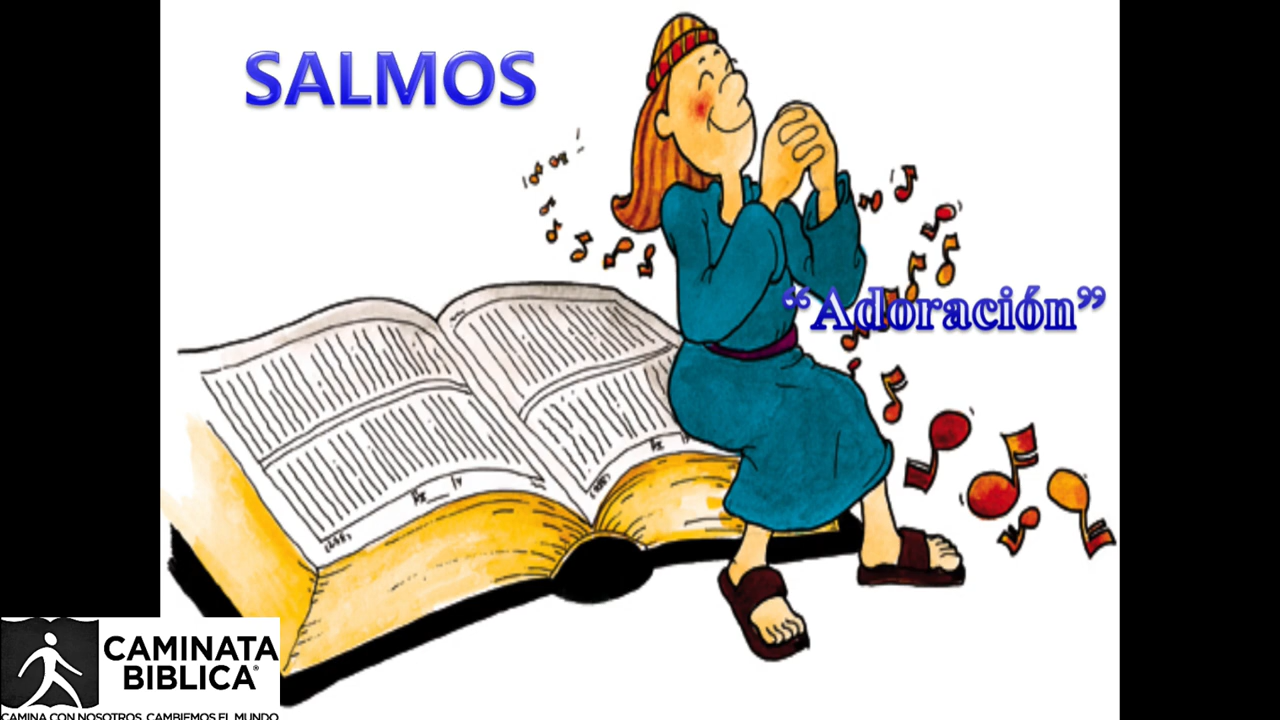 SALMOS
“Adoración”
CAMINATA
BIBLICA®
CAMINA CON NOSOTROS, CAMBIEMOS EL MUNDO